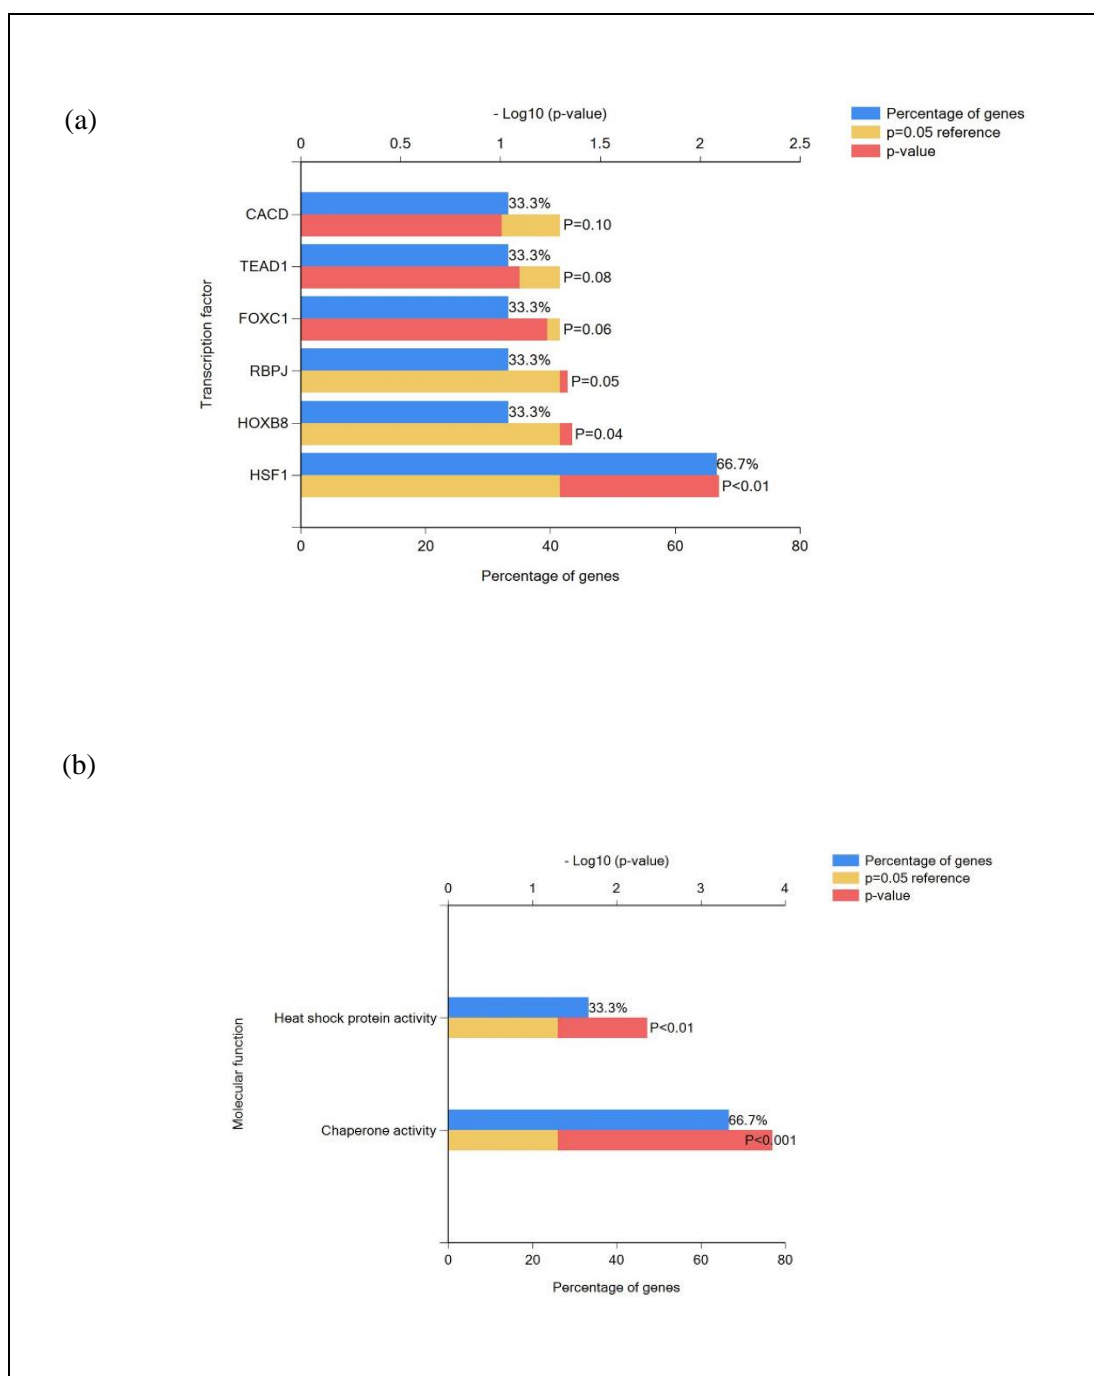 (a)
- Log10 (p-value)
0 0.5 1 1.5 2 2.5
Percentage of genes
p=0.05 reference
p-value
Transcription factor
CACD
33.3%
P=0.10
TEAD1
33.3%
P=0.08
FOXC1
33.3%
P=0.06
RBPJ
33.3%
P=0.05
HOXB8
33.3%
P=0.04
HSF1
66.7%
P<0.01
0 20 40 60 80
Percentage of genes
(b)
- Log10 (p-value)
0 1 2 3 4
Percentage of genes
p=0.05 reference
p-value
Molecular function
Heat shock protein activity
33.3%
P<0.01
Chaperone activity
66.7%
P<0.001
0 20 40 60 80
Percentage of genes